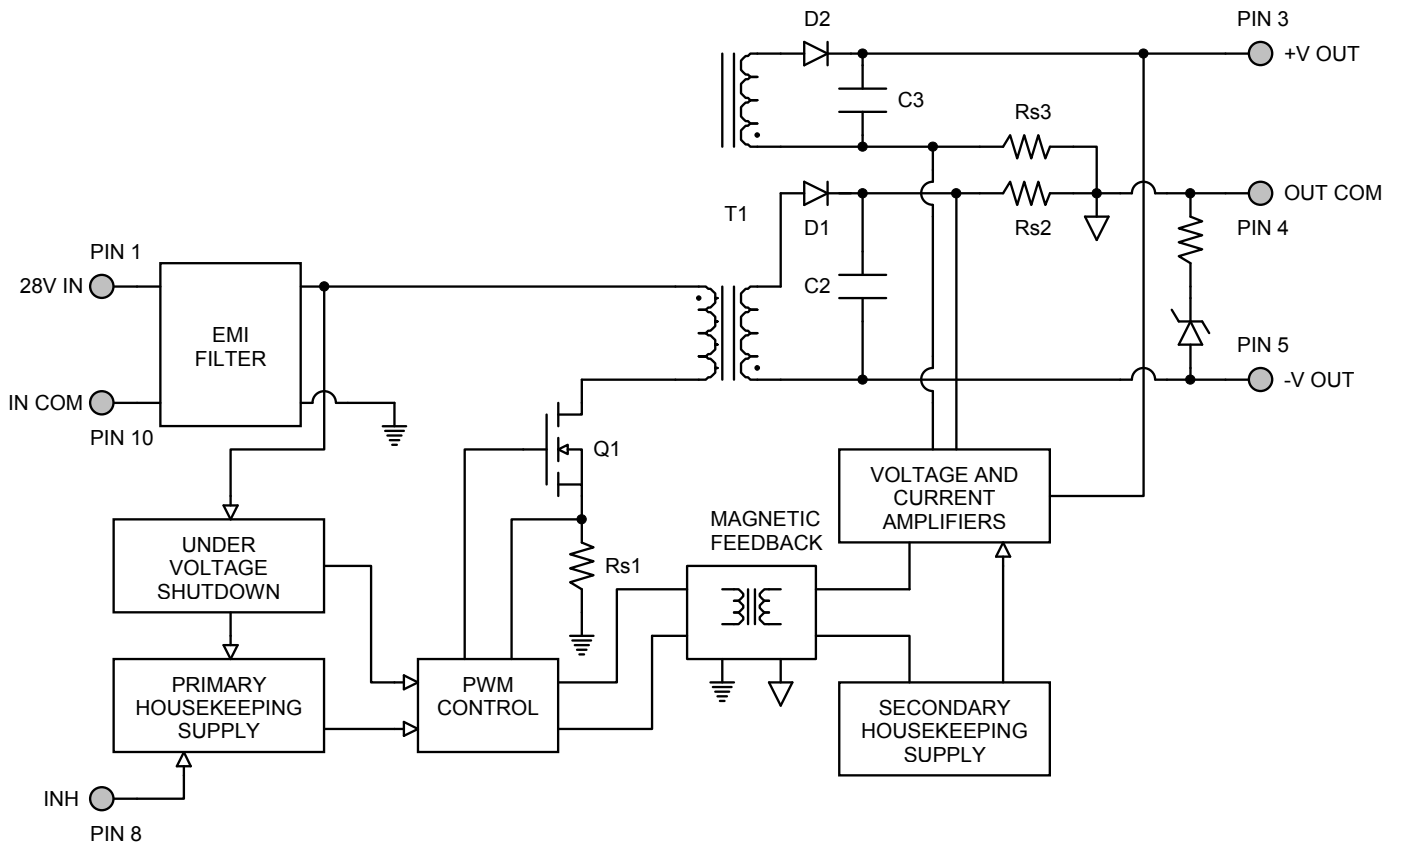 D2
PIN 3
+V OUT
C3
Rs3
T1
D1
Rs2
OUT COM
PIN 4
PIN 1
28V IN
EMI
FILTER
C2
PIN 5
-V OUT
IN COM
PIN 10
Q1
VOLTAGE AND
CURRENT
AMPLIFIERS
MAGNETIC
FEEDBACK
UNDER
VOLTAGE
SHUTDOWN
Rs1
PRIMARY
HOUSEKEEPING
SUPPLY
PWM
CONTROL
SECONDARY
HOUSEKEEPING
SUPPLY
INH
PIN 8